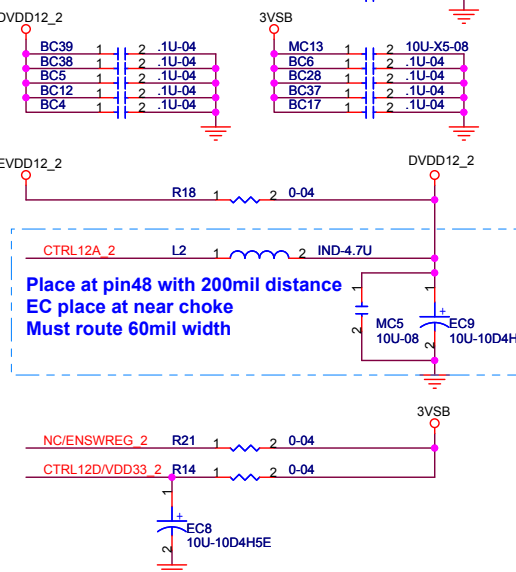 DVDD12_2
3VSB
BC39 1 2 .1U-04
MC13 1 2 10U-X5-08
BC38 1 2 .1U-04
BC6 1 2 .1U-04
BC5 1 2 .1U-04
BC28 1 2 .1U-04
BC12 1 2 .1U-04
BC37 1 2 .1U-04
BC4 1 2 .1U-04
BC17 1 2 .1U-04
EVDD12_2
DVDD12_2
R18 1 2 0-04
CTRL12A_2 L2 1 2 IND-4.7U
Place at pin48 with 200mil distance
EC place at near choke
Must route 60mil width
1
1
+
2
MC5
10U-08
2
EC9
10U-10D4H
3VSB
NC/ENSWREG_2 R21 1 2 0-04
CTRL12D/VDD33_2 R14 1 2 0-04
1
+
2
EC8
10U-10D4H5E